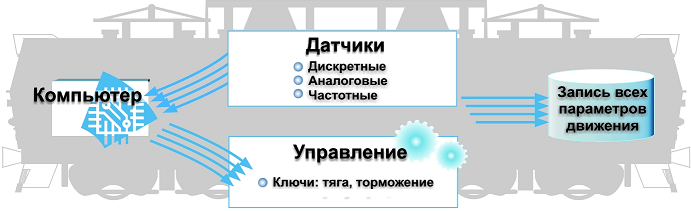 Датчики
Дискретные
Аналоговые
Частотные
Компьютер
Запись всех
параметров
движения
Управление
Ключи: тяга, торможение